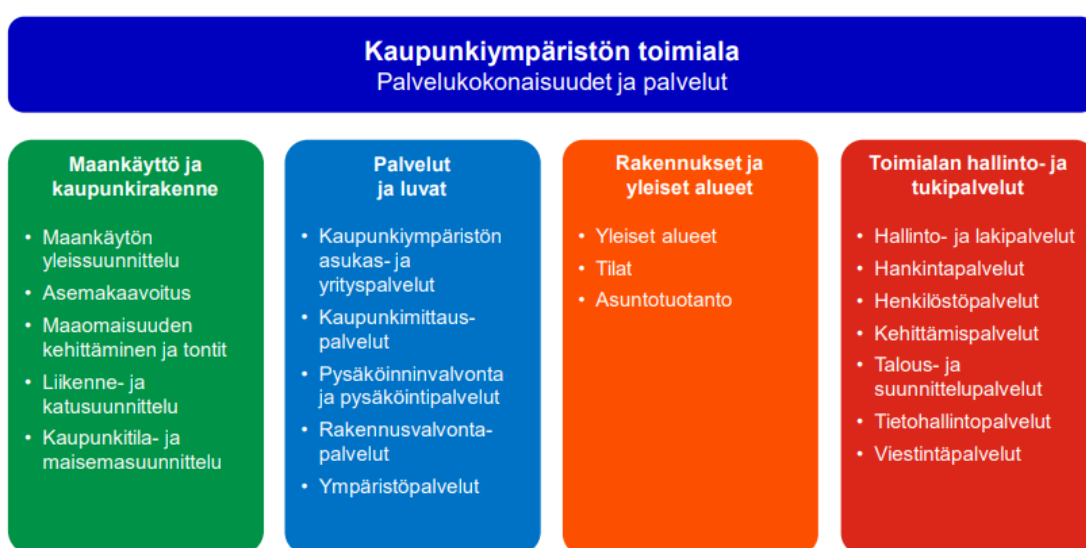 Kaupunkiympäristön toimiala
Palvelukokonaisuudet ja palvelut
Maankäyttö ja
kaupunkirakenne
• Maankäytön
yleissuunnittelu
• Asemakaavoitus
• Maaomaisuuden
kehittäminen ja tontit
• Liikenne- ja
katusuunnittelu
• Kaupunkitila- ja
maisemasuunnittelu
Palvelut
ja luvat
• Kaupunkiympäristön
asukas- ja
yrityspalvelut
• Kaupunkimittaus-
palvelut
• Pysäköinninvalvonta
ja pysäköintipalvelut
• Rakennusvalvonta-
palvelut
• Ympäristöpalvelut
Rakennukset ja
yleiset alueet
• Yleiset alueet
• Tilat
• Asuntotuotanto
Toimialan hallinto- ja
tukipalvelut
• Hallinto- ja lakipalvelut
• Hankintapalvelut
• Henkilöstöpalvelut
• Kehittämispalvelut
• Talous- ja
suunnittelupalvelut
• Tietohallintopalvelut
• Viestintäpalvelut